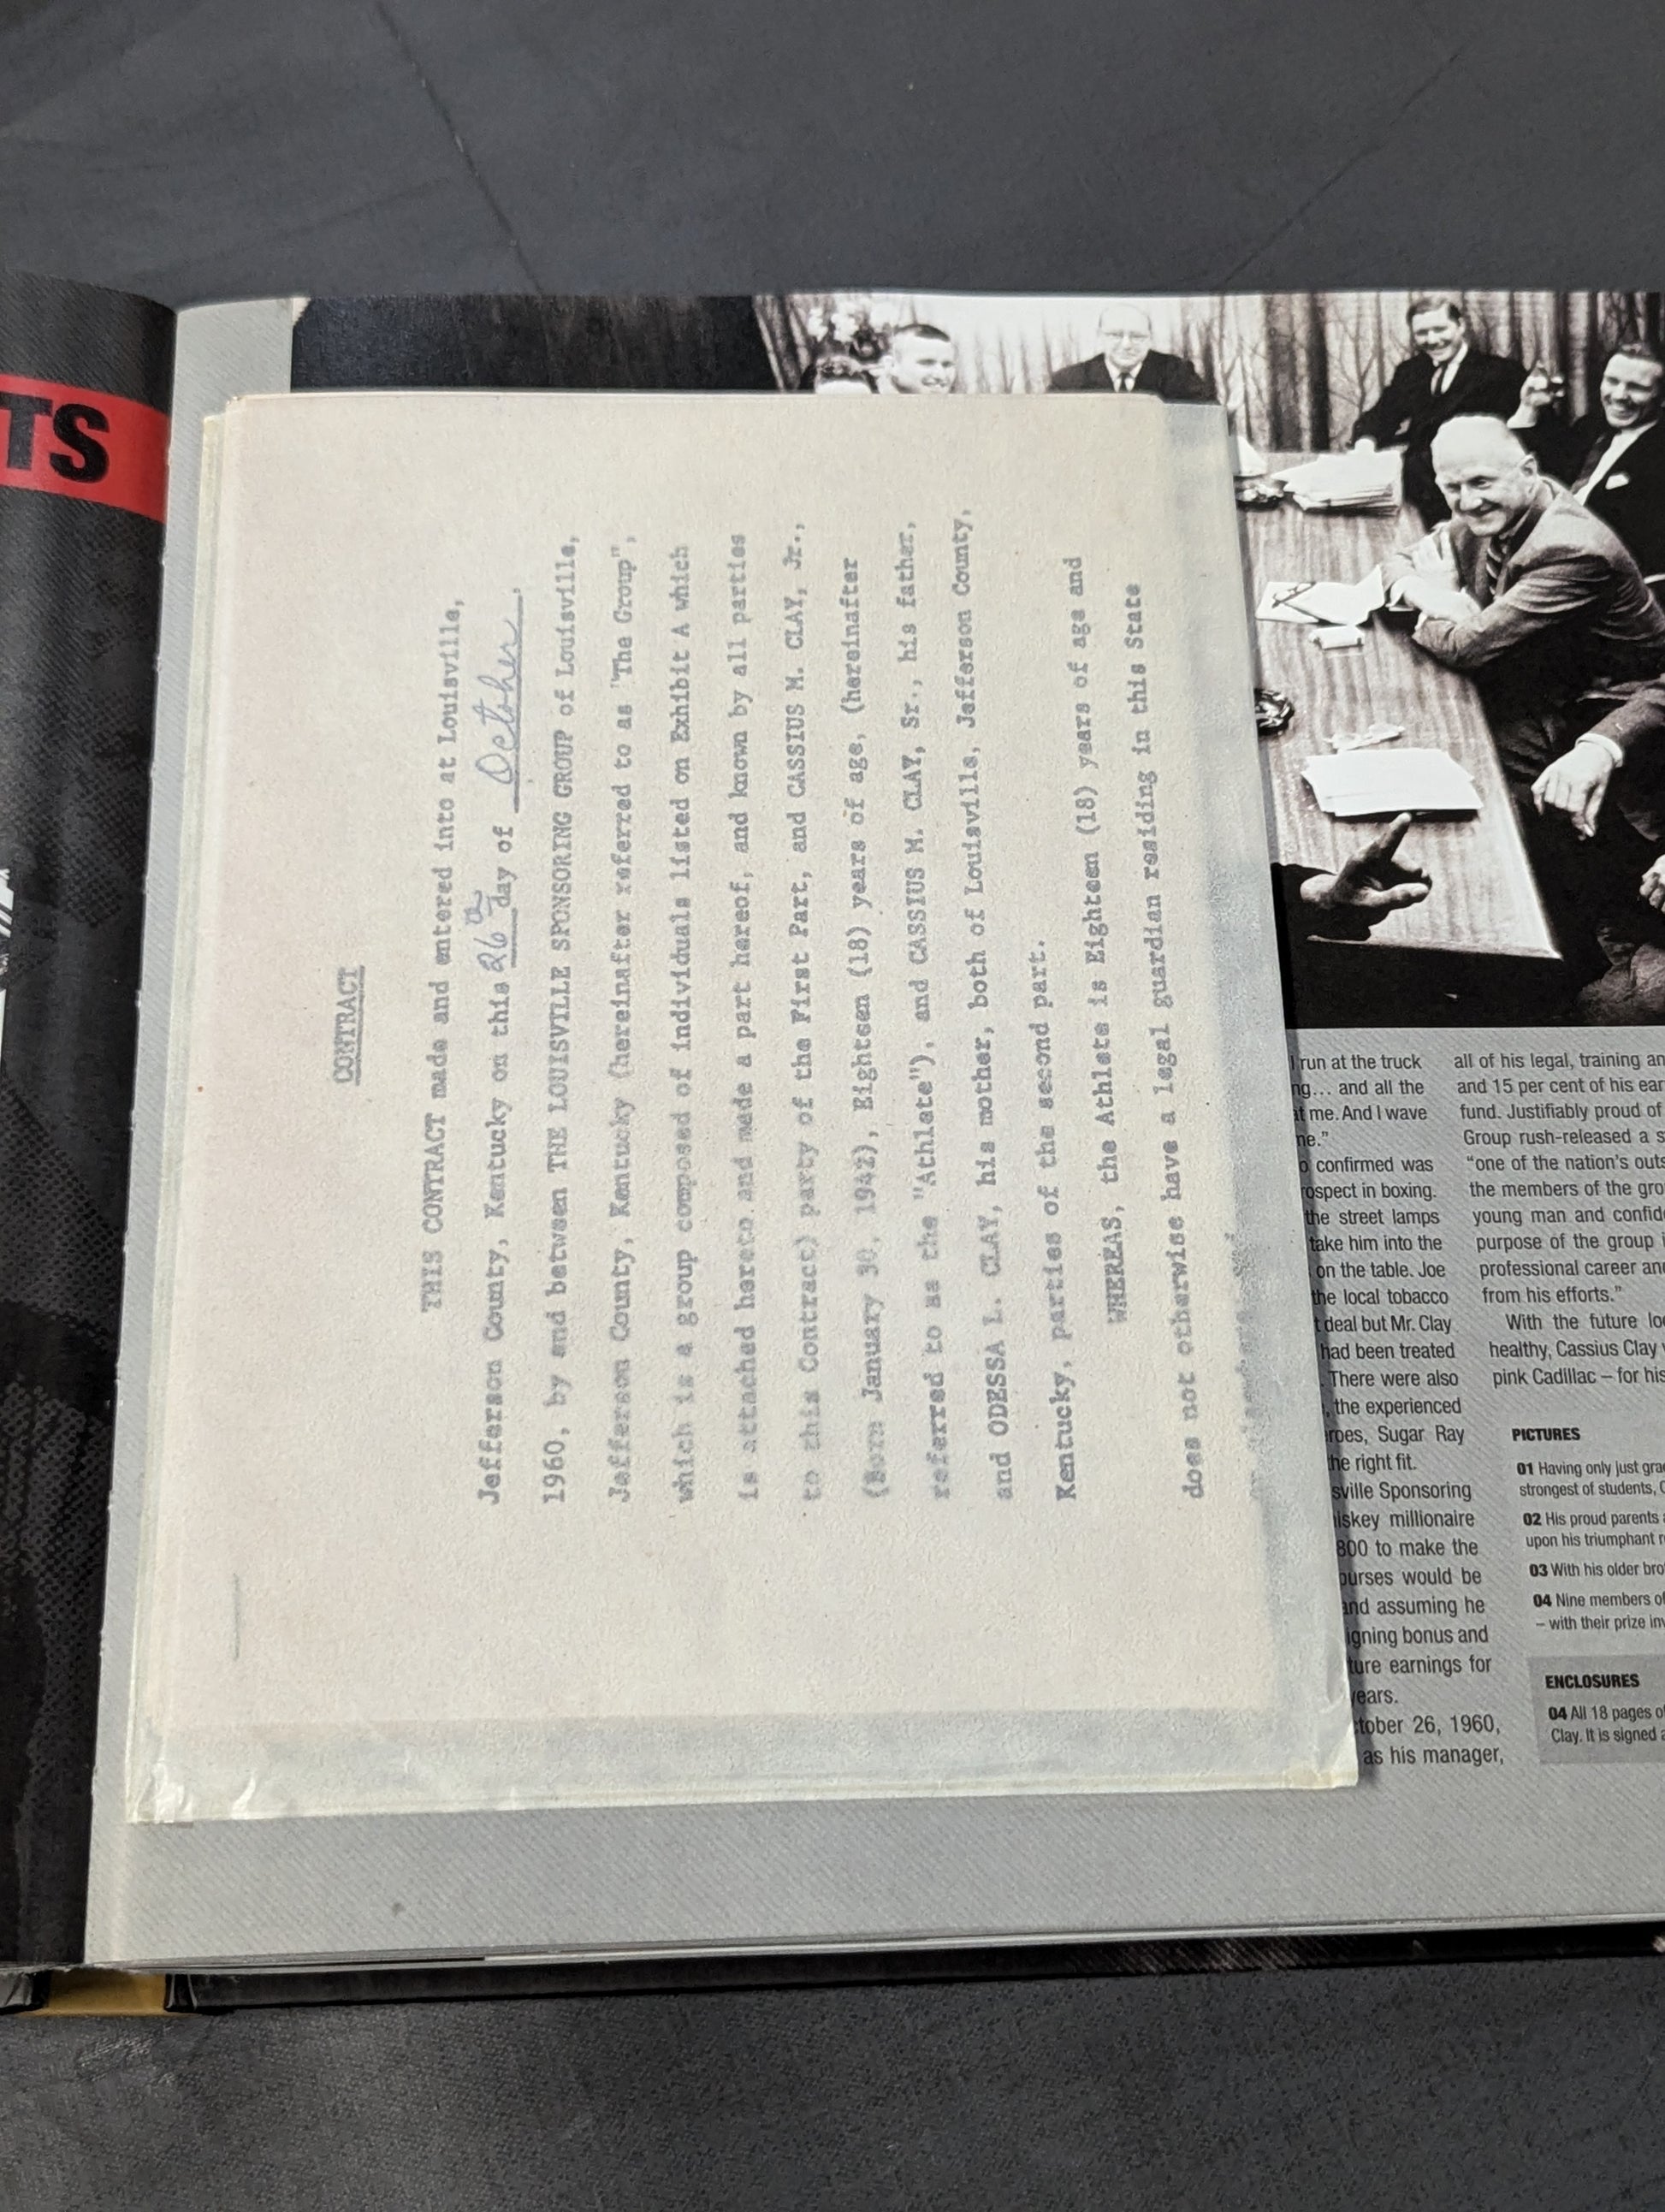 TS
CONTRACT
THIS CONTRACT made and entered into at Louisville,
Jefferson County, Kentucky on this 26th day of October,
1960, by and between THE LOUISVILLE SPONSORING GROUP of Louisville,
Jefferson County, Kentucky (hereinafter referred to as "The Group",
which is a group composed of individuals listed on Exhibit A which
is attached hereto and made a part hereof, and known by all parties
to this Contract) party of the First Part, and CASSIUS M. CLAY, Jr.,
(Born January 30, 1942), Eighteen (18) years of age, (hereinafter
referred to as the "Athlete"), and CASSIUS M. CLAY, Sr., his father,
and ODESSA L. CLAY, his mother, both of Louisville, Jefferson County,
Kentucky, parties of the second part.
WHEREAS, the Athlete is Eighteen (18) years of age and
does not otherwise have a legal guardian residing in this State
I run at the truck
ng... and all the
at me. And I wave
me."
o confirmed was
rospect in boxing.
the street lamps
take him into the
on the table. Joe
the local tobacco
t deal but Mr. Clay
had been treated
. There were also
, the experienced
roes, Sugar Ray
he right fit.
sville Sponsoring
iskey millionaire
800 to make the
ourses would be
and assuming he
igning bonus and
ture earnings for
years.
tober 26, 1960,
as his manager,
all of his legal, training an
and 15 per cent of his ear
fund. Justifiably proud of
Group rush-released a s
"one of the nation's outs
the members of the gro
young man and confid
purpose of the group i
professional career and
from his efforts."
With the future loo
healthy, Cassius Clay
pink Cadillac – for his
PICTURES
01 Having only just gra
strongest of students, C
02 His proud parents a
upon his triumphant r
03 With his older bro
04 Nine members of
– with their prize inv
ENCLOSURES
04 All 18 pages o
Clay. It is signed a